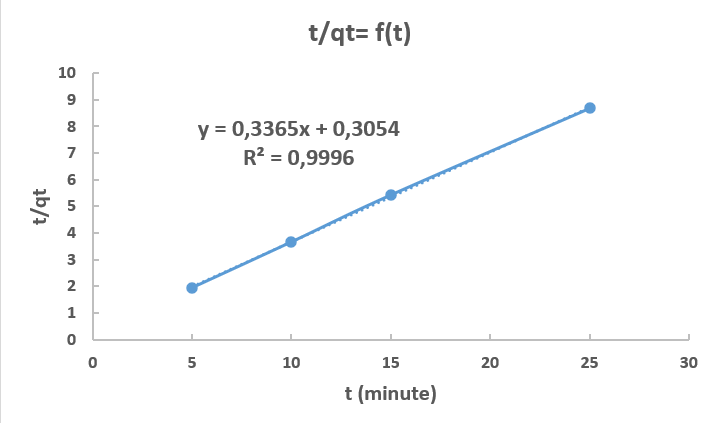 t/qt= f(t)
10
9
8
7
6
5
4
3
2
1
0
y = 0,3365x + 0,3054
R² = 0,9996
t/qt
0 5 10 15 20 25 30
t (minute)